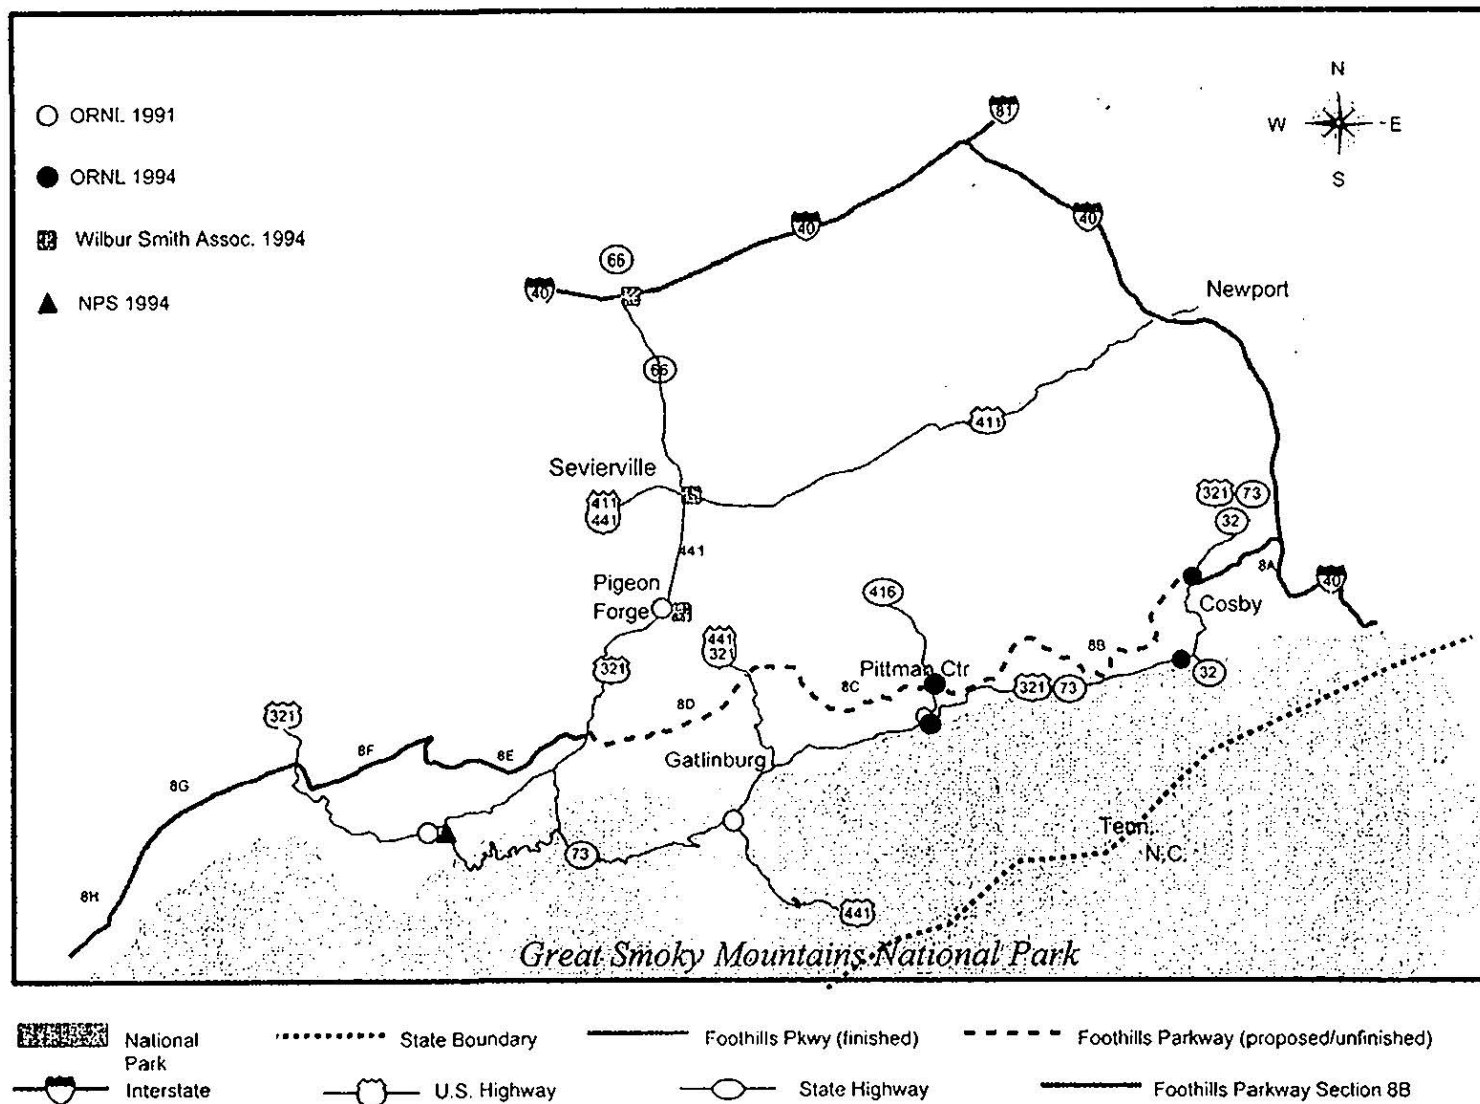 N
W E
S
ORNL 1991
ORNL 1994
Wilbur Smith Assoc. 1994
NPS 1994
81
40
40
66
40
Newport
66
411
Sevierville
411
441
321 73
32
441
8A
40
Pigeon
Forge
416
Cosby
441
321
8B
321
Pittman Ctr
32
8C
321 73
8D
321
8F
8E
Gatlinburg
8G
Tenn.
N.C.
73
8H
441
Great Smoky Mountains National Park
National
Park
State Boundary
Foothills Pkwy (finished)
Foothills Parkway (proposed/unfinished)
Interstate
U.S. Highway
State Highway
Foothills Parkway Section 8B